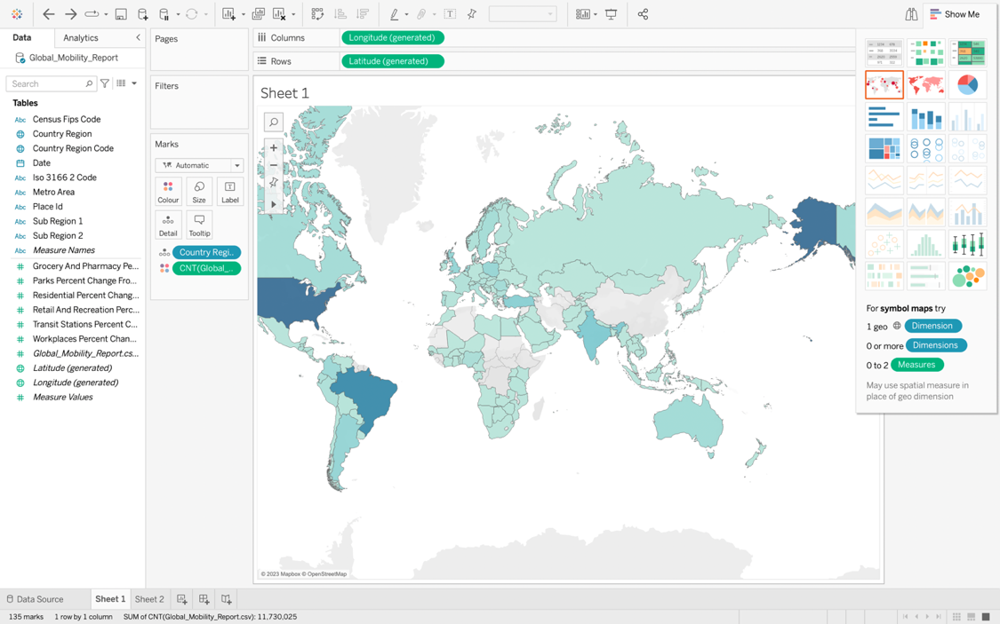 Show Me
Data
Analytics
Global_Mobility_Report
Search
Tables
Abc Census Fips Code
Country Region
Country Region Code
Date
Abc Iso 3166 2 Code
Abc Metro Area
Abc Place Id
Abc Sub Region 1
Abc Sub Region 2
Abc Measure Names
Grocery And Pharmacy Pe...
Parks Percent Change Fro...
Residential Percent Chang...
Retail And Recreation Perc...
Transit Stations Percent C...
Workplaces Percent Chan...
Global_Mobility_Report.cs...
Latitude (generated)
Longitude (generated)
Measure Values
Pages
Filters
Marks
Automatic
Colour
Size
Label
Detail
Tooltip
Country Regi..
CNT(Global_..
Columns
Longitude (generated)
Rows
Latitude (generated)
Sheet 1
© 2023 Mapbox © OpenStreetMap
For symbol maps try
1 geo Dimension
0 or more Dimensions
0 to 2 Measures
May use spatial measure in
place of geo dimension
Data Source
Sheet 1
Sheet 2
135 marks
1 row by 1 column
SUM of CNT(Global_Mobility_Report.csv): 11,730,025